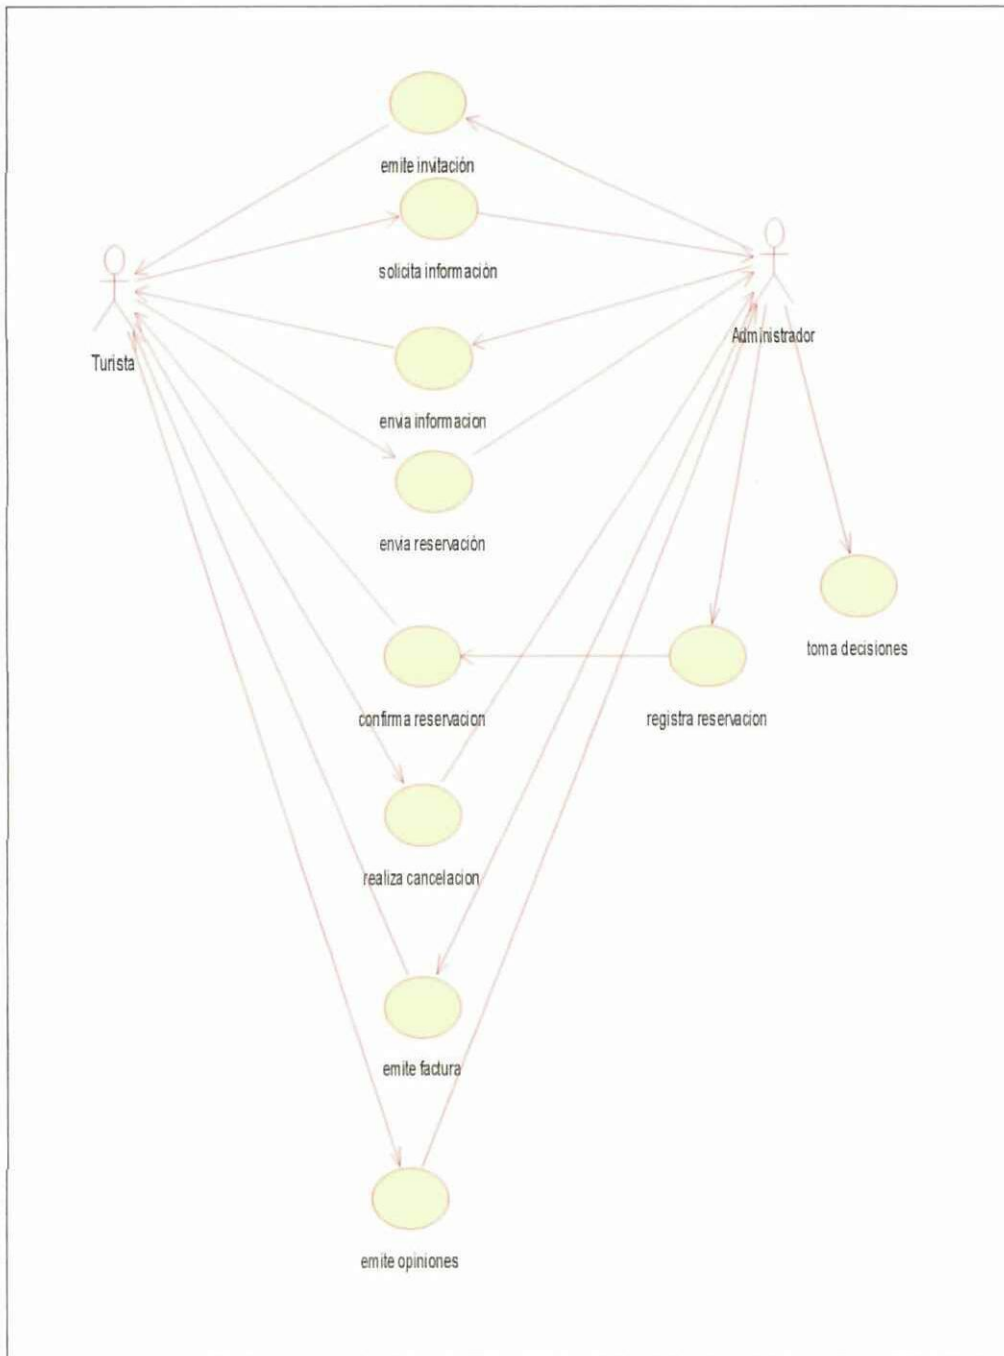 emite invitación
solicita información
Turista
Administrador
envia informacion
envia reservación
toma decisiones
confirma reservacion
registra reservacion
realiza cancelacion
emite factura
emite opiniones